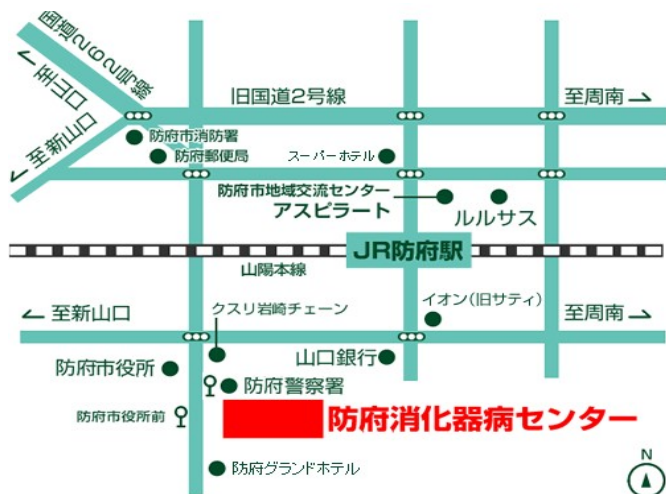 国道262号線
至山口
至新山口
旧国道2号線
至周南
防府市消防署
防府郵便局
スーパーホテル
防府市地域交流センター
アスピラート
ルルサス
JR防府駅
山陽本線
至新山口
クスリ岩崎チェーン
イオン(旧サティ)
至周南
防府市役所
山口銀行
防府警察署
防府市役所前
防府消化器病センター
防府グランドホテル
N